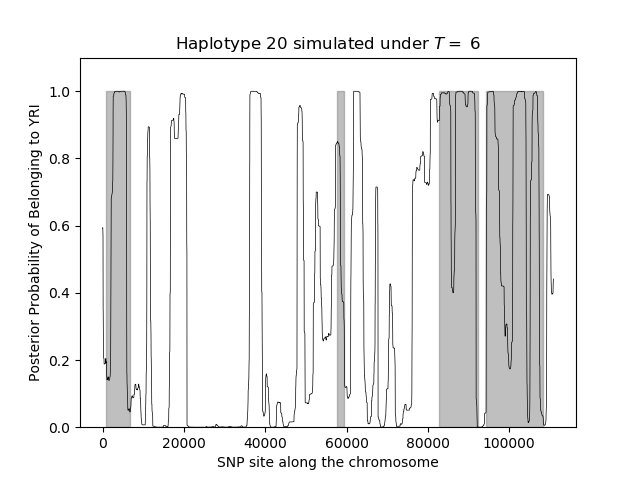 Haplotype 20 simulated under T = 6
Posterior Probability of Belonging to YRI
1.0
0.8
0.6
0.4
0.2
0.0
0 20000 40000 60000 80000 100000
SNP site along the chromosome